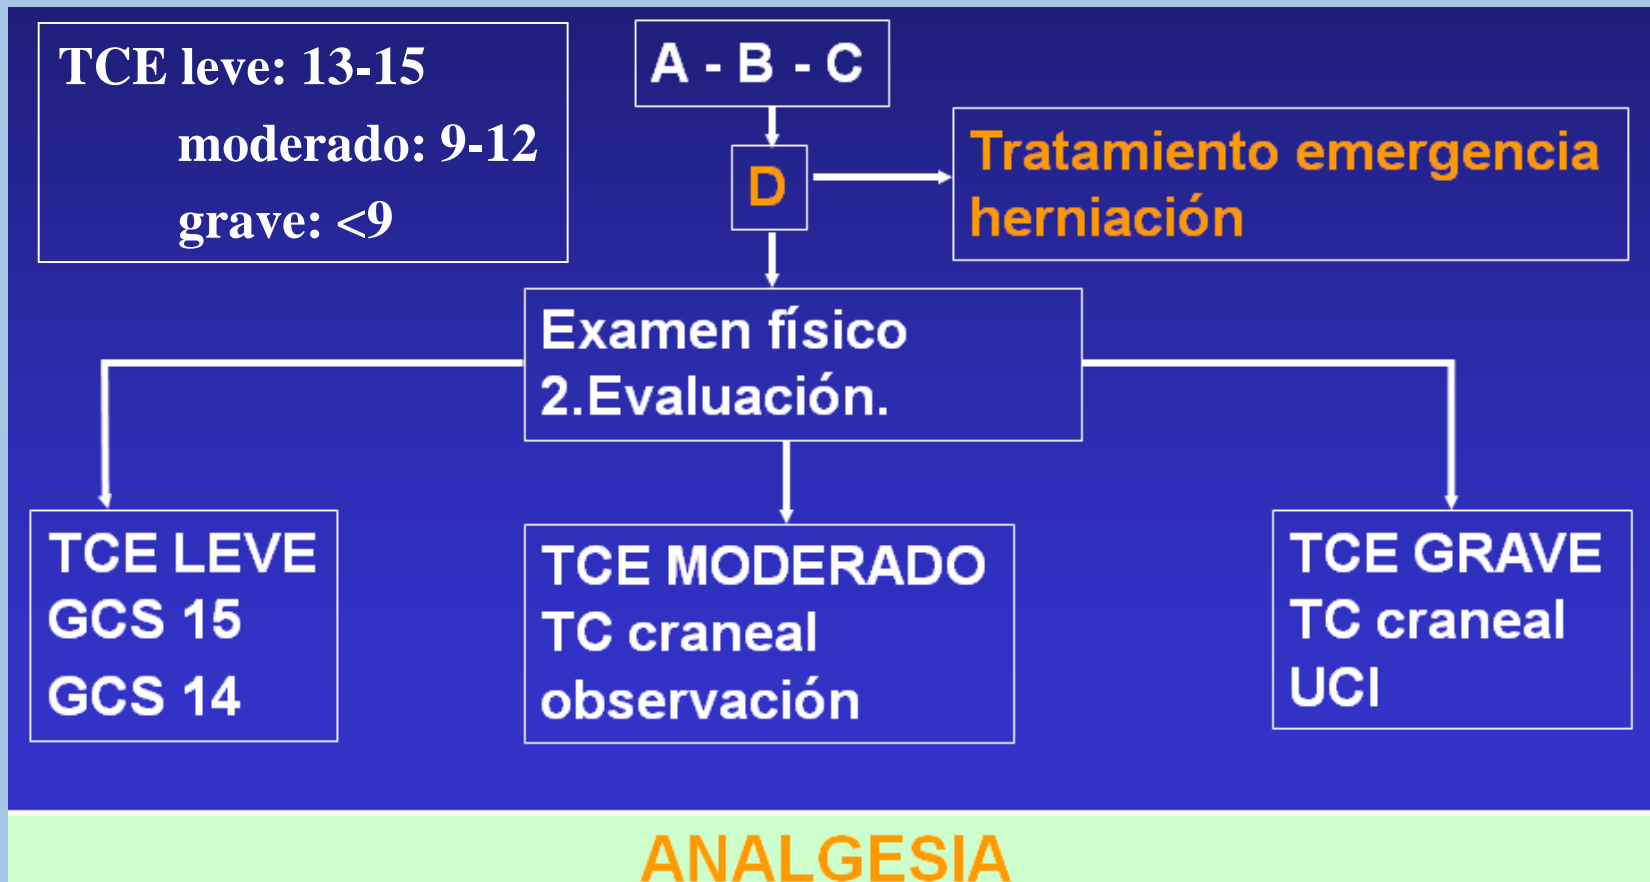 TCE leve: 13-15
moderado: 9-12
grave: <9
A - B - C
D
Tratamiento emergencia
herniación
Examen físico
2.Evaluación.
TCE LEVE
GCS 15
GCS 14
TCE MODERADO
TC craneal
observación
TCE GRAVE
TC craneal
UCI
ANALGESIA